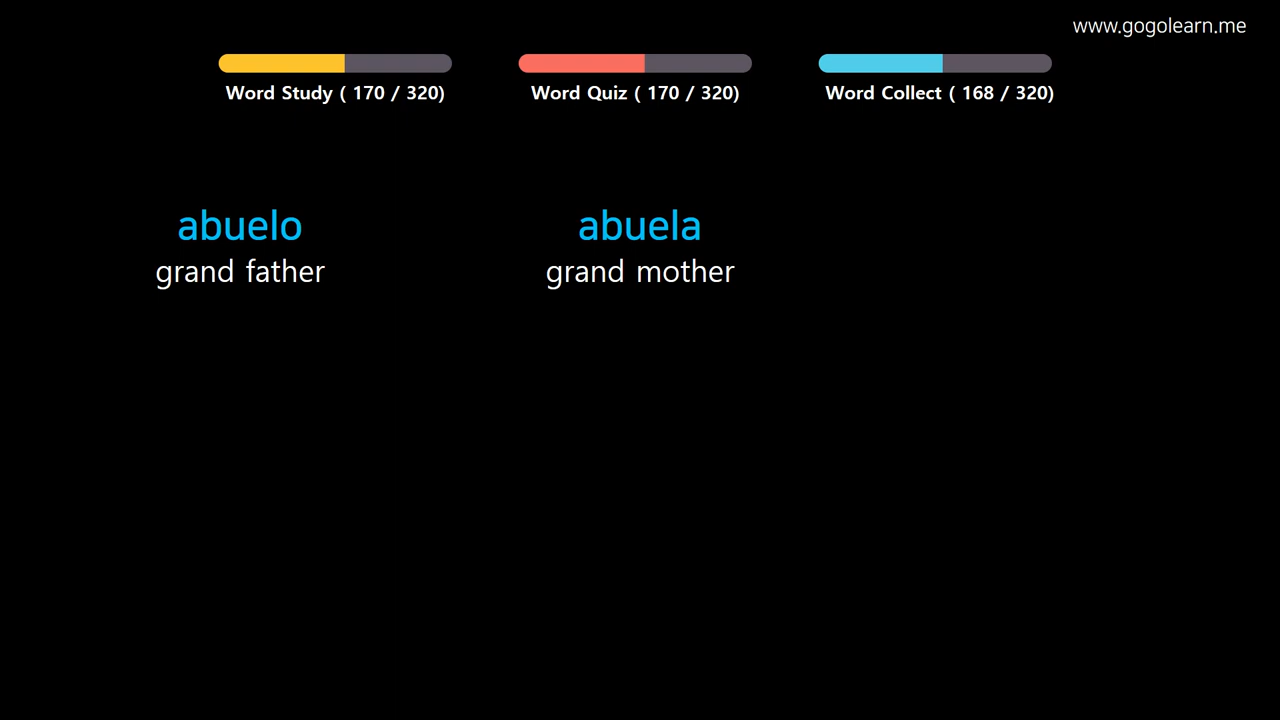 www.gogolearn.me
Word Study ( 170 / 320)
Word Quiz ( 170 / 320)
Word Collect ( 168 / 320)
abuelo
grand father
abuela
grand mother